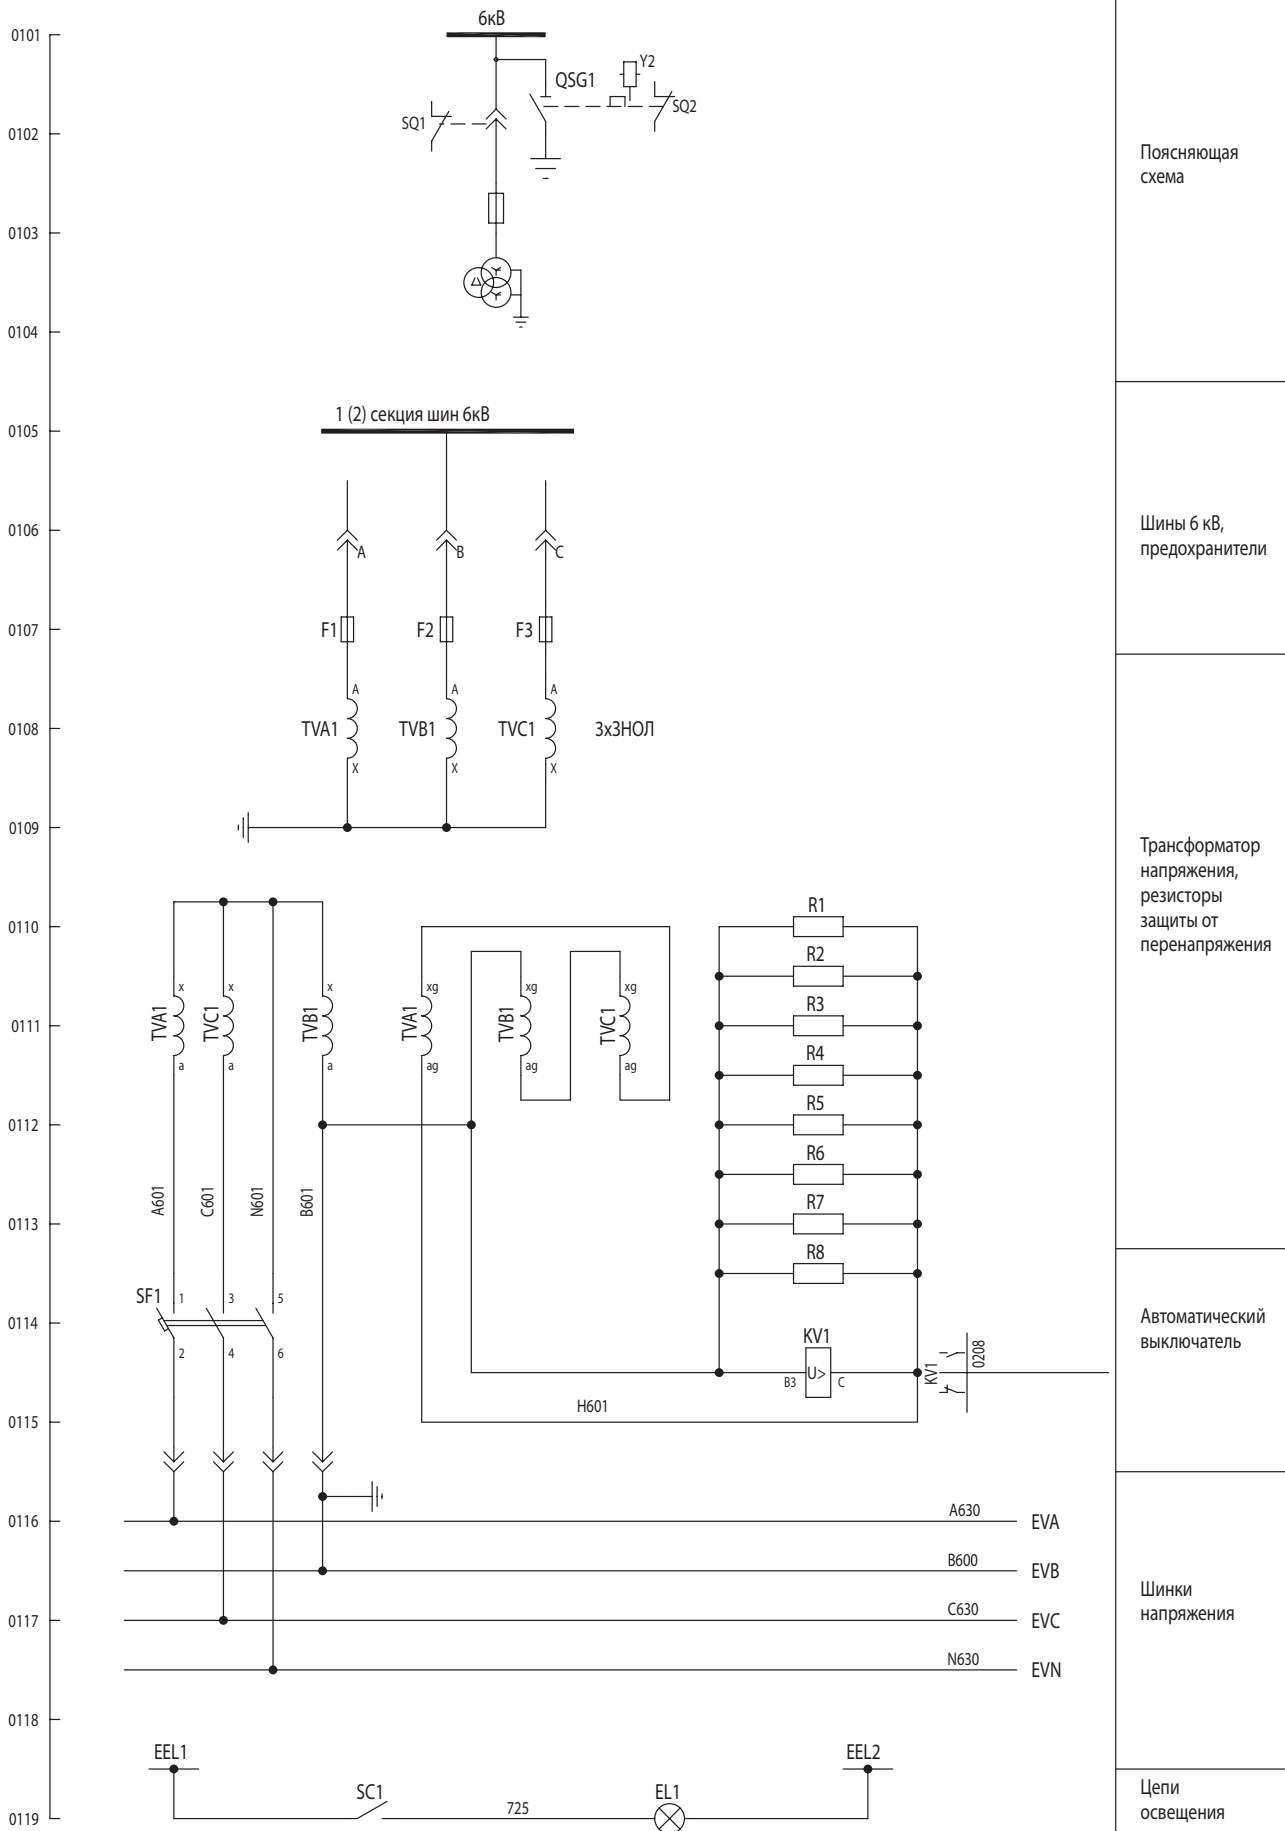 0101
6кВ
Y2
QSG1
SQ2
SQ1
0102
Поясняющая
схема
0103
0104
1 (2) секция шин 6кВ
0105
0106
A
B
C
Шины 6 кВ,
предохранители
0107
F1
F2
F3
A
A
A
0108
TVA1
TVB1
TVC1
3х3НОЛ
X
X
X
0109
Трансформатор
напряжения,
резисторы
защиты от
перенапряжения
0110
R1
R2
x
x
x
xg
xg
xg
R3
0111
TVA1
TVC1
TVB1
TVA1
TVB1
TVC1
a
a
a
ag
ag
ag
R4
R5
0112
R6
A601
C601
N601
B601
R7
0113
R8
SF1
1
3
5
0114
2
4
6
Автоматический
выключатель
KV1
U>
B3
C
KV1
0208
H601
0115
0116
A630
EVA
B600
EVB
Шинки
напряжения
0117
C630
EVC
N630
EVN
0118
EEL1
EEL2
SC1
725
EL1
Цепи
освещения
0119